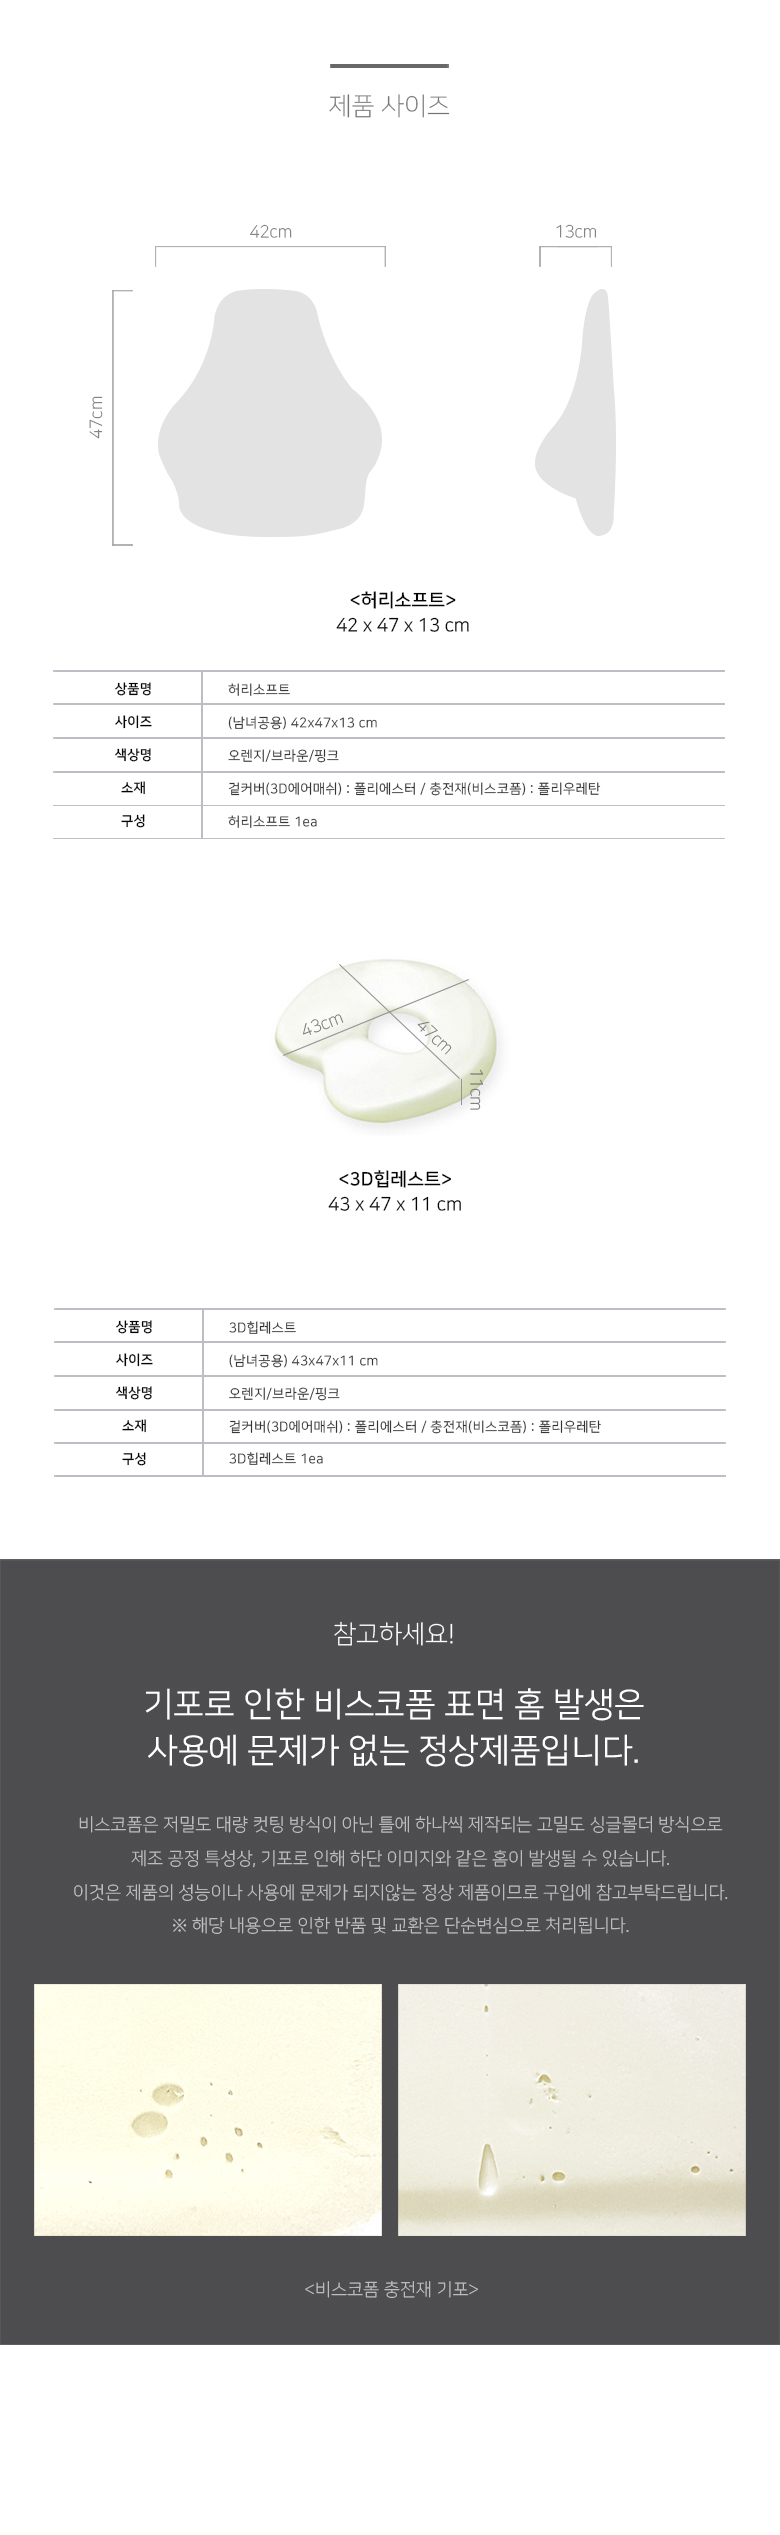 제품 사이즈
42cm
13cm
47cm
<허리소프트>
42 x 47 x 13 cm
상품명 허리소프트
사이즈 (남녀공용) 42x47x13 cm
색상명 오렌지/브라운/핑크
소재 겉커버(3D에어매쉬) : 폴리에스터 / 충전재(비스코폼) : 폴리우레탄
구성 허리소프트 1ea
43cm
47cm
11cm
<3D힙레스트>
43 x 47 x 11 cm
상품명 3D힙레스트
사이즈 (남녀공용) 43x47x11 cm
색상명 오렌지/브라운/핑크
소재 겉커버(3D에어매쉬) : 폴리에스터 / 충전재(비스코폼) : 폴리우레탄
구성 3D힙레스트 1ea
참고하세요!
기포로 인한 비스코폼 표면 홈 발생은
사용에 문제가 없는 정상제품입니다.
비스코폼은 저밀도 대량 컷팅 방식이 아닌 틀에 하나씩 제작되는 고밀도 싱글몰더 방식으로
제조 공정 특성상, 기포로 인해 하단 이미지와 같은 홈이 발생될 수 있습니다.
이것은 제품의 성능이나 사용에 문제가 되지않는 정상 제품이므로 구입에 참고부탁드립니다.
※ 해당 내용으로 인한 반품 및 교환은 단순변심으로 처리됩니다.
<비스코폼 충전재 기포>